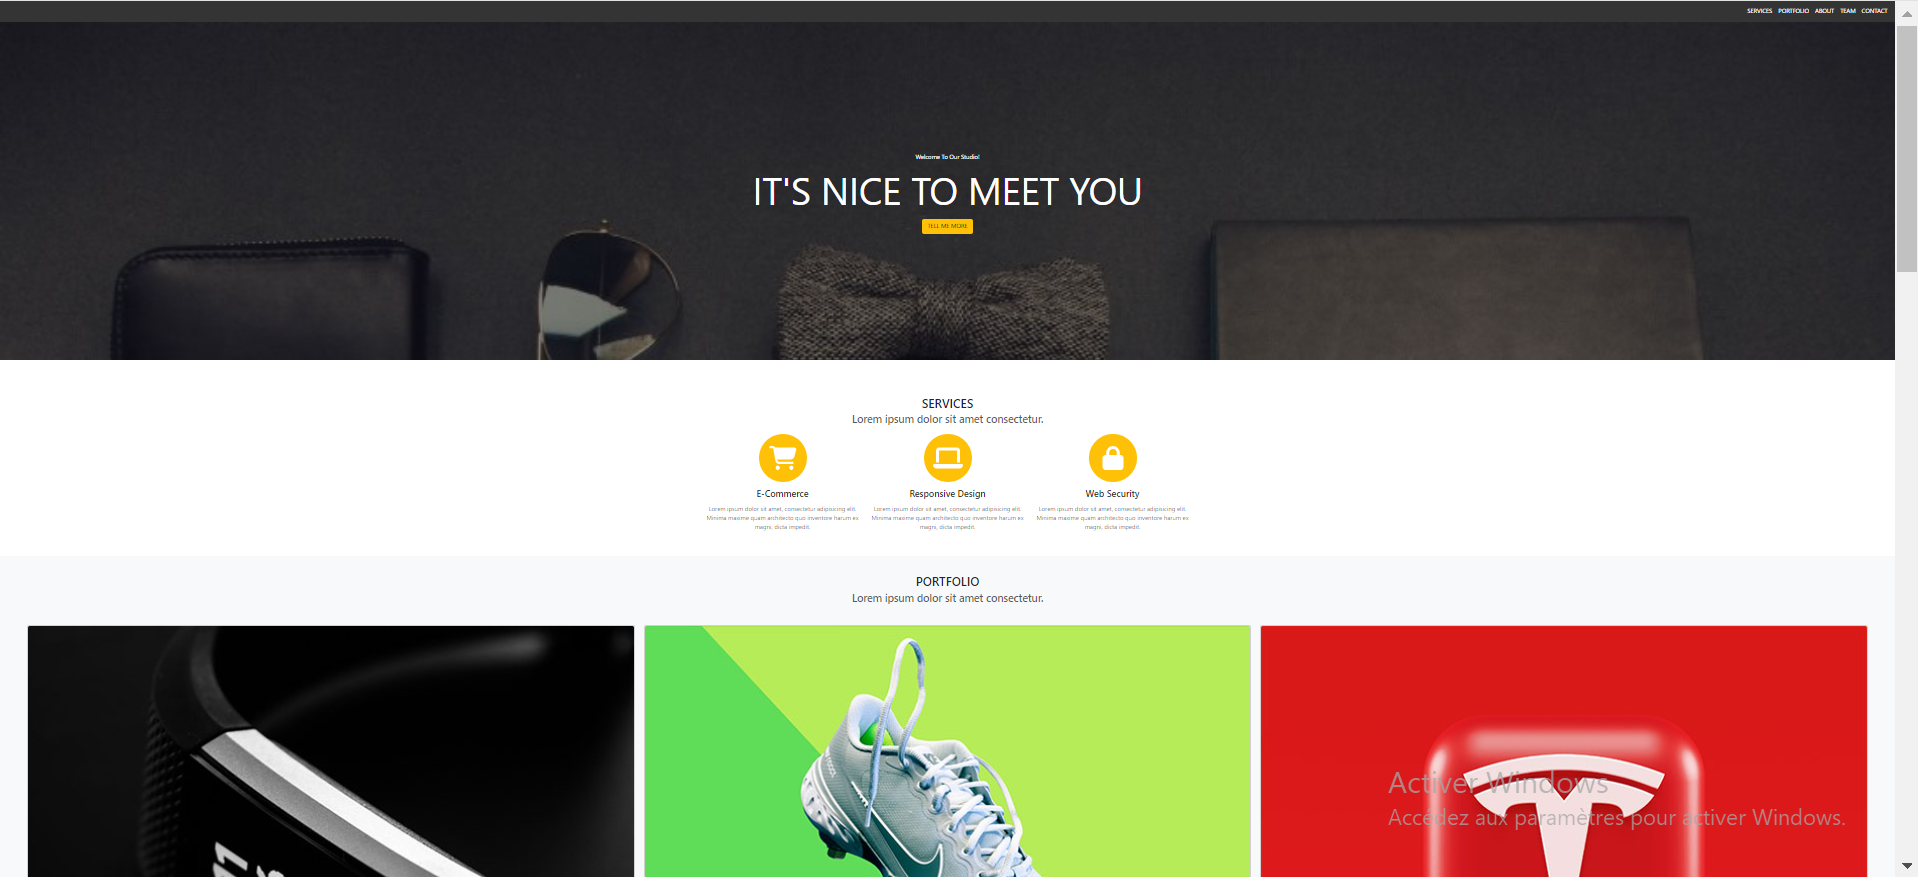 SERVICES PORTFOLIO ABOUT TEAM CONTACT
Welcome To Our Studio!
IT'S NICE TO MEET YOU
TELL ME MORE
SERVICES
Lorem ipsum dolor sit amet consectetur.
E-Commerce
Lorem ipsum dolor sit amet, consectetur adipisicing elit.
Minima maxime quam architecto quo inventore harum ex
magni, dicta impedit.
Responsive Design
Lorem ipsum dolor sit amet, consectetur adipisicing elit.
Minima maxime quam architecto quo inventore harum ex
magni, dicta impedit.
Web Security
Lorem ipsum dolor sit amet, consectetur adipisicing elit.
Minima maxime quam architecto quo inventore harum ex
magni, dicta impedit.
PORTFOLIO
Lorem ipsum dolor sit amet consectetur.
Activer Windows
Accédez aux paramètres pour activer Windows.